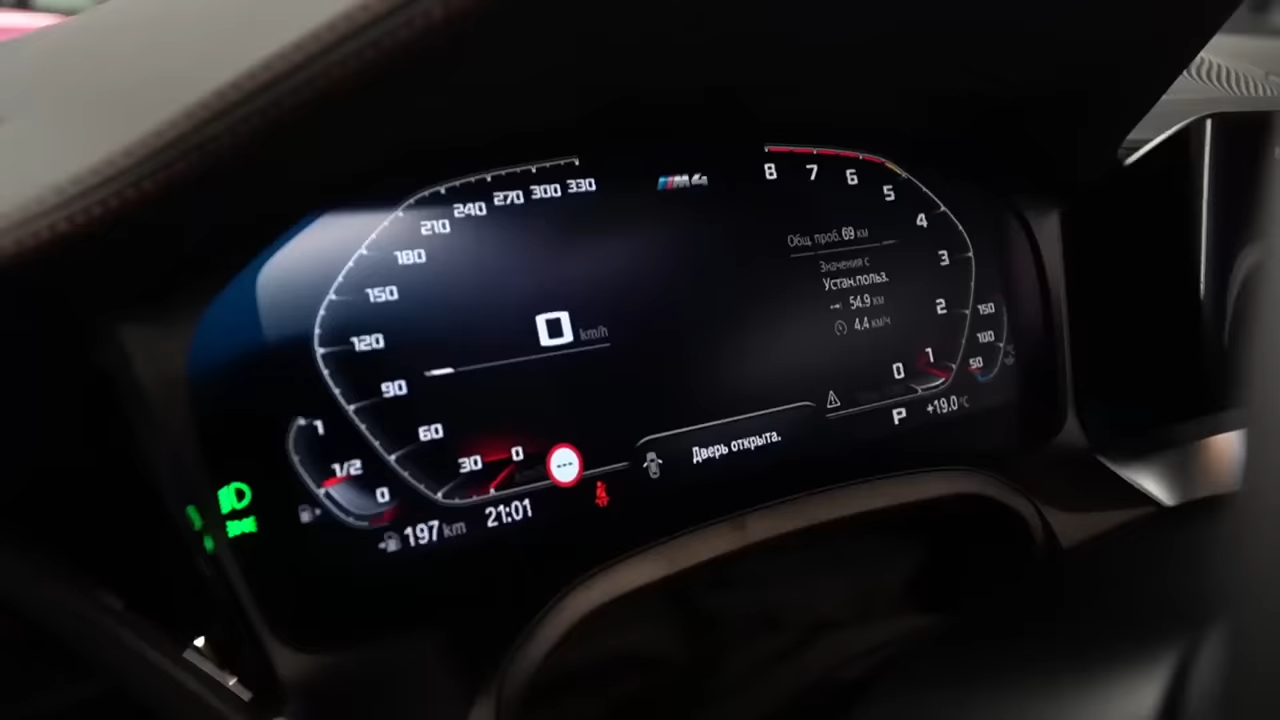 330
300
270
240
210
180
150
120
90
60
30
0
M4
8
7
6
5
4
3
2
1
0
Общ. проб. 69 км
Значения с
Устан.польз.
54.9 км
4.4 км/ч
0 km/h
150
100
50
1
1/2
0
---
Дверь открыта.
P
+19.0 °C
197 km
21:01